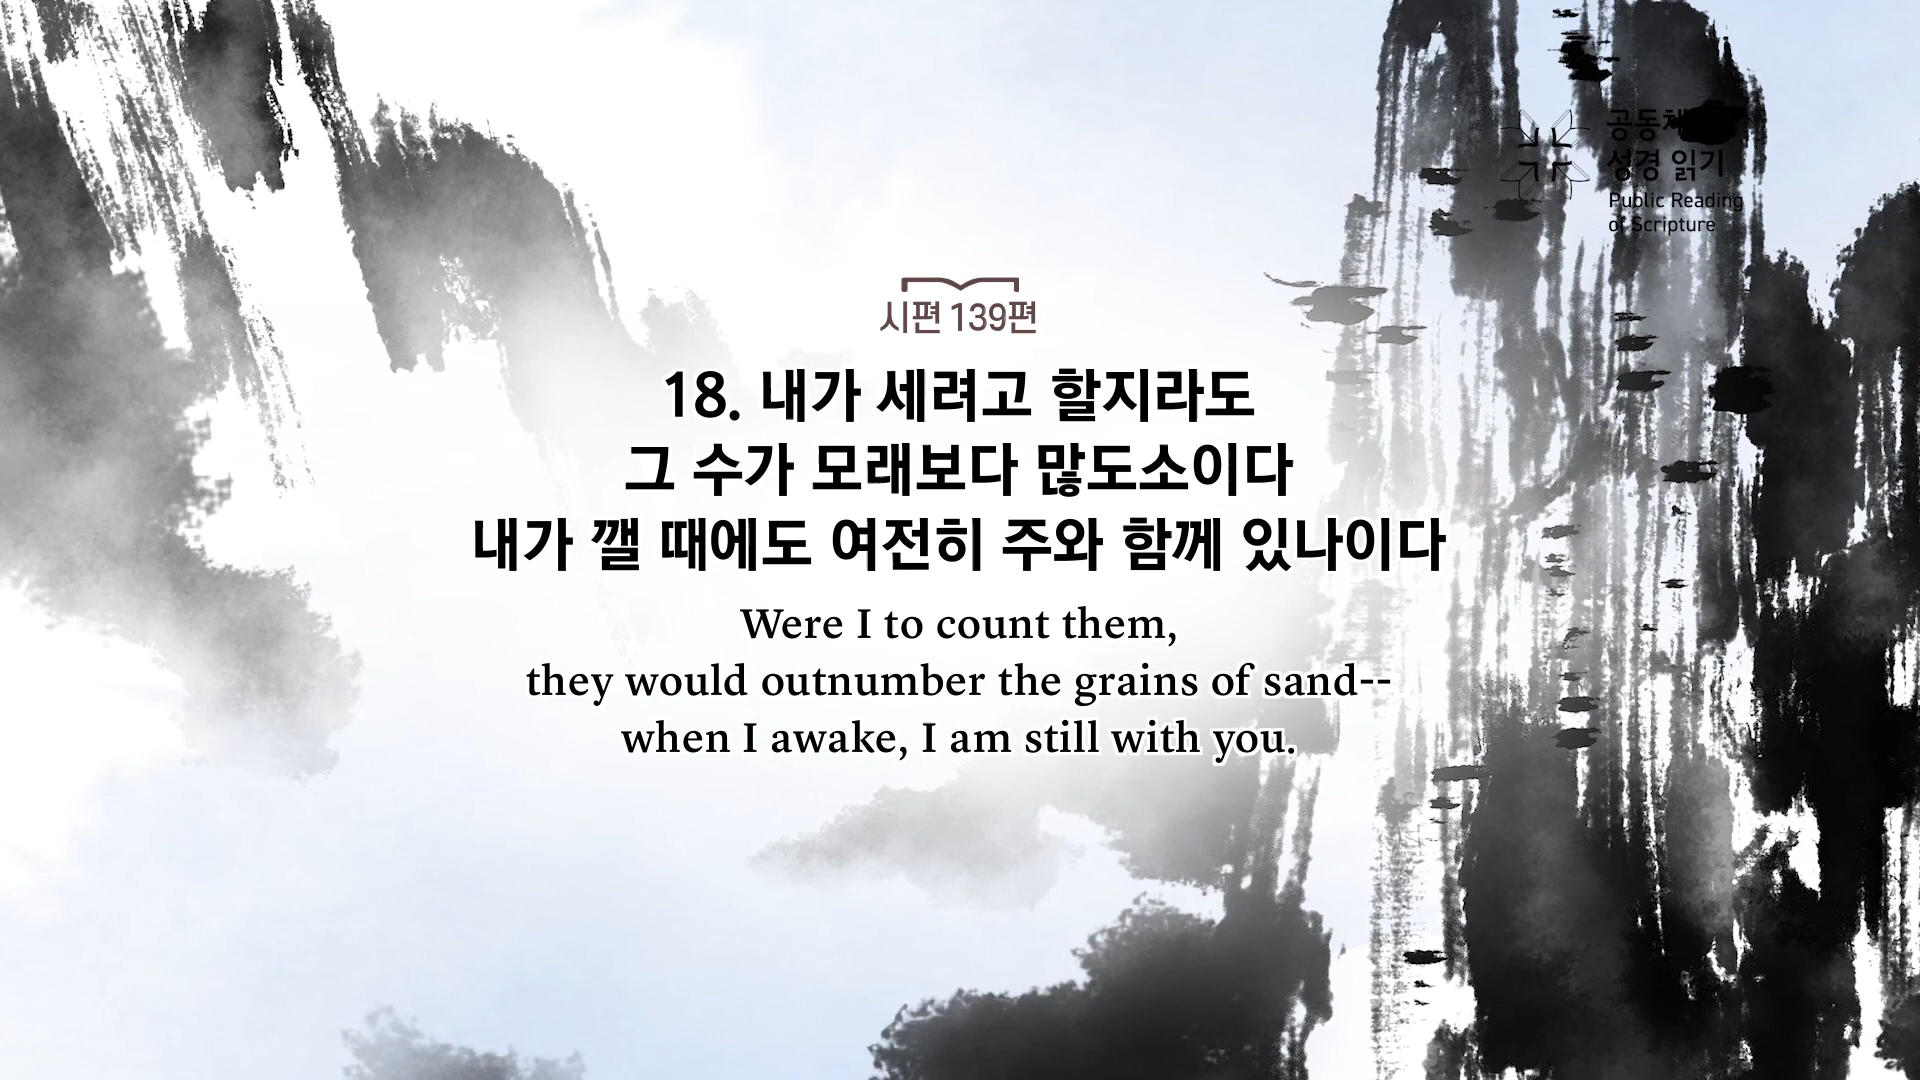 공동체
성경 읽기
Public Reading
of Scripture
시편 139편
18. 내가 세려고 할지라도
그 수가 모래보다 많도소이다
내가 깰 때에도 여전히 주와 함께 있나이다
Were I to count them,
they would outnumber the grains of sand--
when I awake, I am still with you.